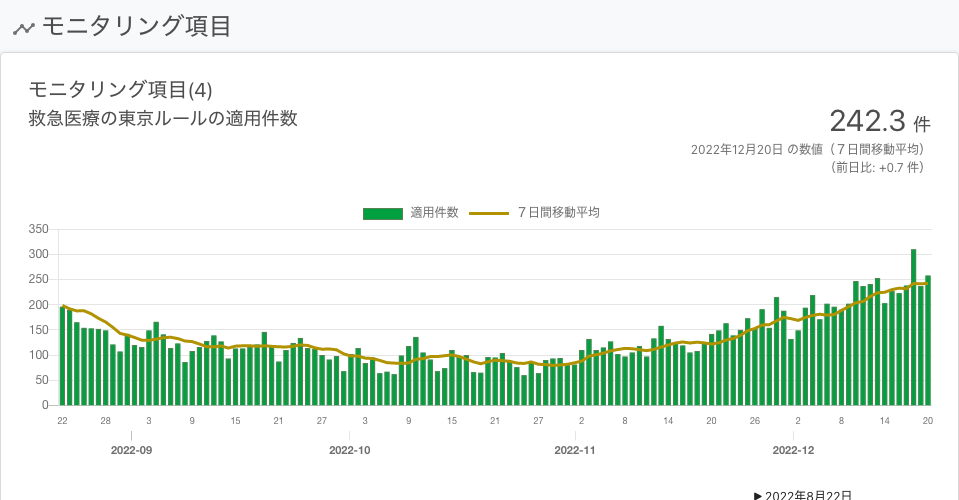 モニタリング項目
モニタリング項目(4)
救急医療の東京ルールの適用件数
242.3 件
2022年12月20日 の数値（７日間移動平均）
（前日比: +0.7 件）
適用件数 ７日間移動平均
350
300
250
200
150
100
50
0
22 28 3 9 15 21 27 3 9 15 21 27 2 8 14 20 26 2 8 14 20
2022-09 2022-10 2022-11 2022-12
▶ 2022年8月22日